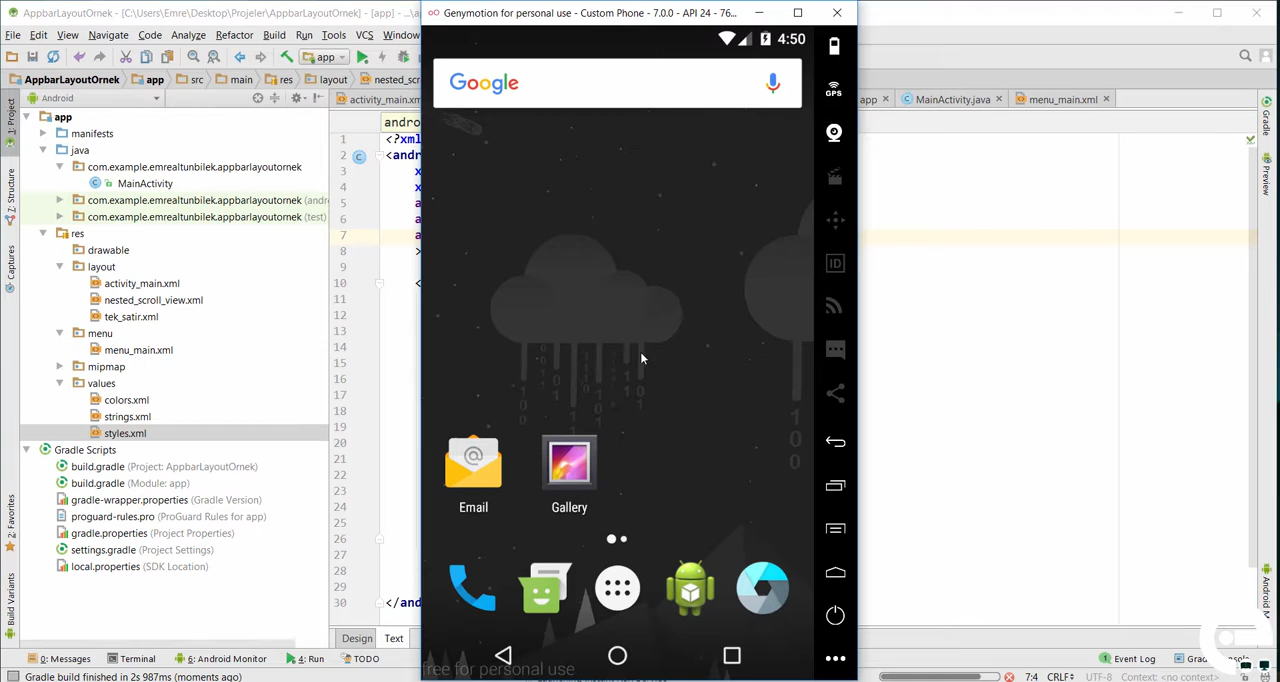 AppbarLayoutOrnek - [C:\Users\Emre\Desktop\Projeler\AppbarLayoutOrnek] - [app] - ...\a
Genymotion for personal use - Custom Phone - 7.0.0 - API 24 - 76...
File Edit View Navigate Code Analyze Refactor Build Run Tools VCS Window
app
AppbarLayoutOrnek app src main res layout nested_scr
Android
activity_main.xm
app
MainActivity.java
menu_main.xml
1: Project
Z: Structure
Captures
2: Favorites
Build Variants
app
manifests
java
com.example.emrealtunbilek.appbarlayoutornek
MainActivity
com.example.emrealtunbilek.appbarlayoutornek (andr
com.example.emrealtunbilek.appbarlayoutornek (test)
res
drawable
layout
activity_main.xml
nested_scroll_view.xml
tek_satir.xml
menu
menu_main.xml
mipmap
values
colors.xml
strings.xml
styles.xml
Gradle Scripts
build.gradle (Project: AppbarLayoutOrnek)
build.gradle (Module: app)
gradle-wrapper.properties (Gradle Version)
proguard-rules.pro (ProGuard Rules for app)
gradle.properties (Project Properties)
settings.gradle (Project Settings)
local.properties (SDK Location)
andro
1 <?xml
2 <and
3 x
4 x
5 a
6 a
7 a
8 >
9
10 <
11
12
13
14
15
16
17
18
19
20
21
22
23
24
25
26
27
28
29
30 </and
Design Text
4:50
Google
Email
Gallery
free for personal use
GPS
ID
Gradle
Preview
Android M
0: Messages Terminal 6: Android Monitor 4: Run TODO
Event Log
Gradle build finished in 2s 987ms (moments ago)
7:4 CRLF UTF-8 Context: <no context>